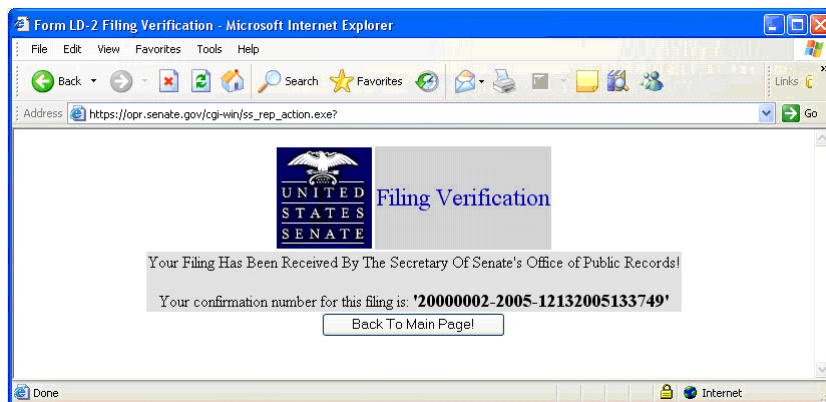 Form LD-2 Filing Verification - Microsoft Internet Explorer
File Edit View Favorites Tools Help
Back Search Favorites Links »
Address https://opr.senate.gov/cgi-win/ss_rep_action.exe? Go
UNITED
STATES
SENATE
Filing Verification
Your Filing Has Been Received By The Secretary Of Senate's Office of Public Records!
Your confirmation number for this filing is: '20000002-2005-12132005133749'
Back To Main Page!
Done Internet